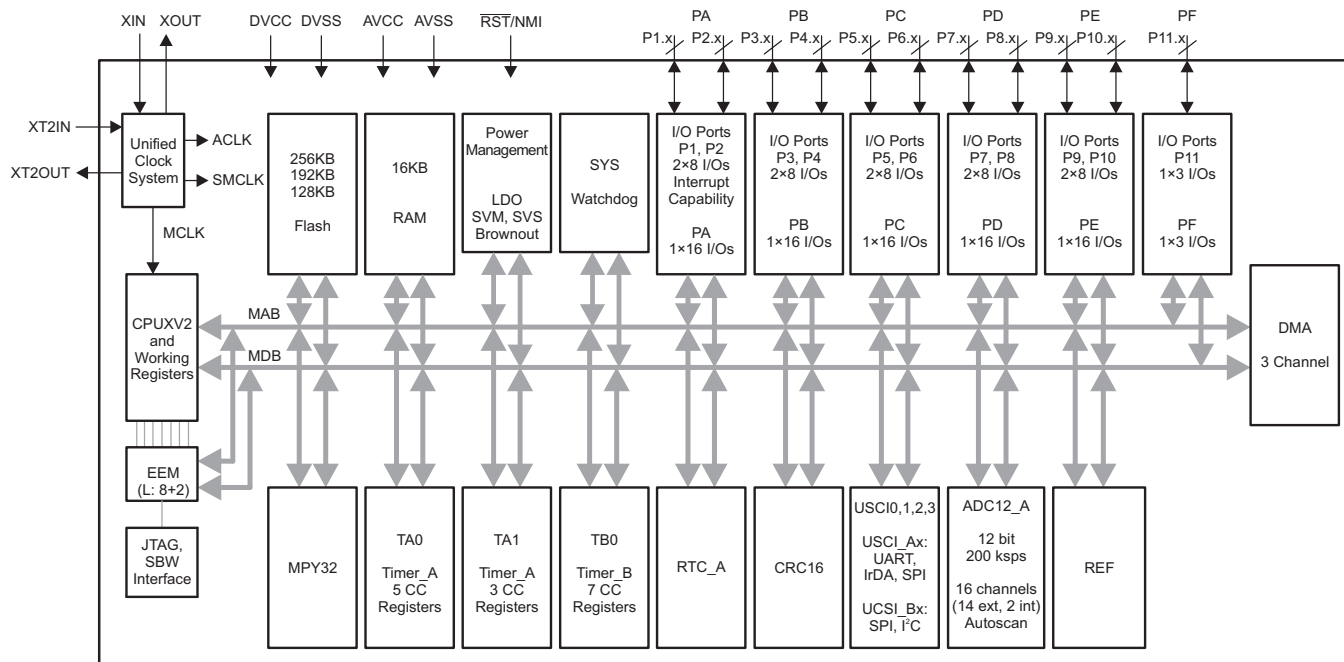 XIN
XOUT
DVCC
DVSS
AVCC
AVSS
RST/NMI
PA
PB
PC
PD
PE
PF
P1.x
P2.x
P3.x
P4.x
P5.x
P6.x
P7.x
P8.x
P9.x
P10.x
P11.x
XT2IN
XT2OUT
Unified
Clock
System
ACLK
SMCLK
MCLK
256KB
192KB
128KB
Flash
16KB
RAM
Power
Management
LDO
SVM, SVS
Brownout
SYS
Watchdog
I/O Ports
P1, P2
2×8 I/Os
Interrupt
Capability
PA
1×16 I/Os
I/O Ports
P3, P4
2×8 I/Os
PB
1×16 I/Os
I/O Ports
P5, P6
2×8 I/Os
PC
1×16 I/Os
I/O Ports
P7, P8
2×8 I/Os
PD
1×16 I/Os
I/O Ports
P9, P10
2×8 I/Os
PE
1×16 I/Os
I/O Ports
P11
1×3 I/Os
PF
1×3 I/Os
CPUXV2
and
Working
Registers
MAB
MDB
DMA
3 Channel
EEM
(L: 8+2)
JTAG,
SBW
Interface
MPY32
TA0
Timer_A
5 CC
Registers
TA1
Timer_A
3 CC
Registers
TB0
Timer_B
7 CC
Registers
RTC_A
CRC16
USCI0,1,2,3
USCI_Ax:
UART,
IrDA, SPI
UCSI_Bx:
SPI, I²C
ADC12_A
12 bit
200 ksps
16 channels
(14 ext, 2 int)
Autoscan
REF